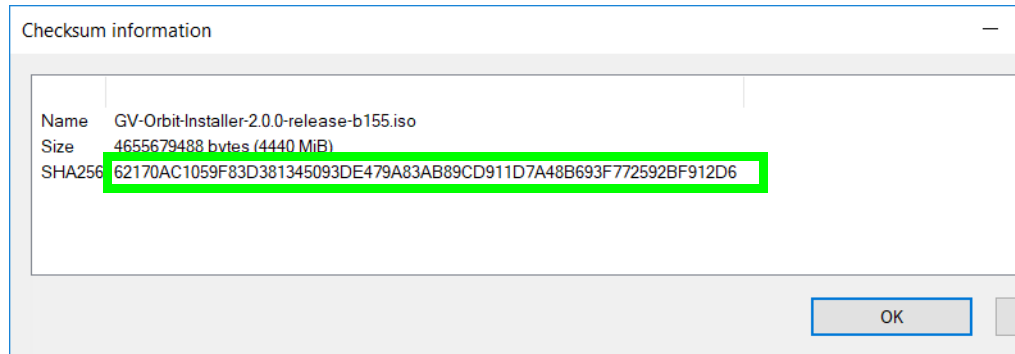 Checksum information
Name GV-Orbit-Installer-2.0.0-release-b155.iso
Size 4655679488 bytes (4440 MiB)
SHA256 62170AC1059F83D381345093DE479A83AB89CD911D7A48B693F772592BF912D6
OK